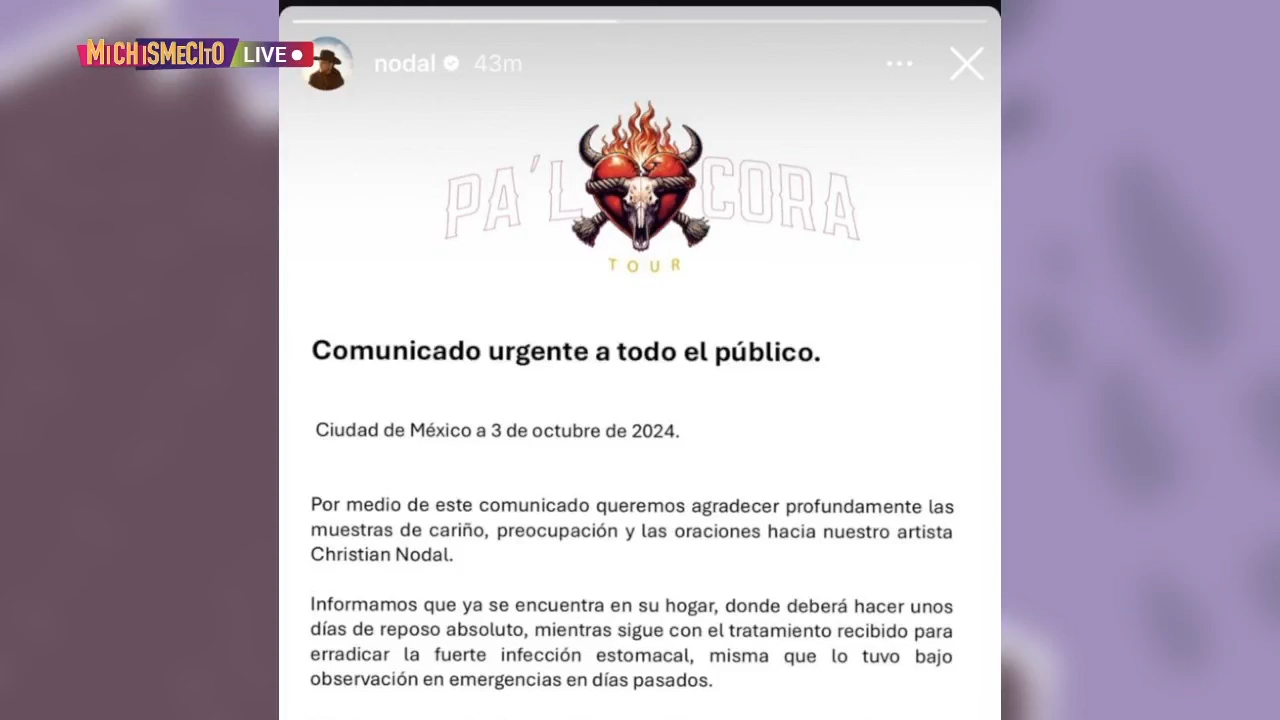 MICHISMECITO LIVE
nodal 43m
PA'L CORA
TOUR
Comunicado urgente a todo el público.
Ciudad de México a 3 de octubre de 2024.
Por medio de este comunicado queremos agradecer profundamente las
muestras de cariño, preocupación y las oraciones hacia nuestro artista
Christian Nodal.
Informamos que ya se encuentra en su hogar, donde deberá hacer unos
días de reposo absoluto, mientras sigue con el tratamiento recibido para
erradicar la fuerte infección estomacal, misma que lo tuvo bajo
observación en emergencias en días pasados.